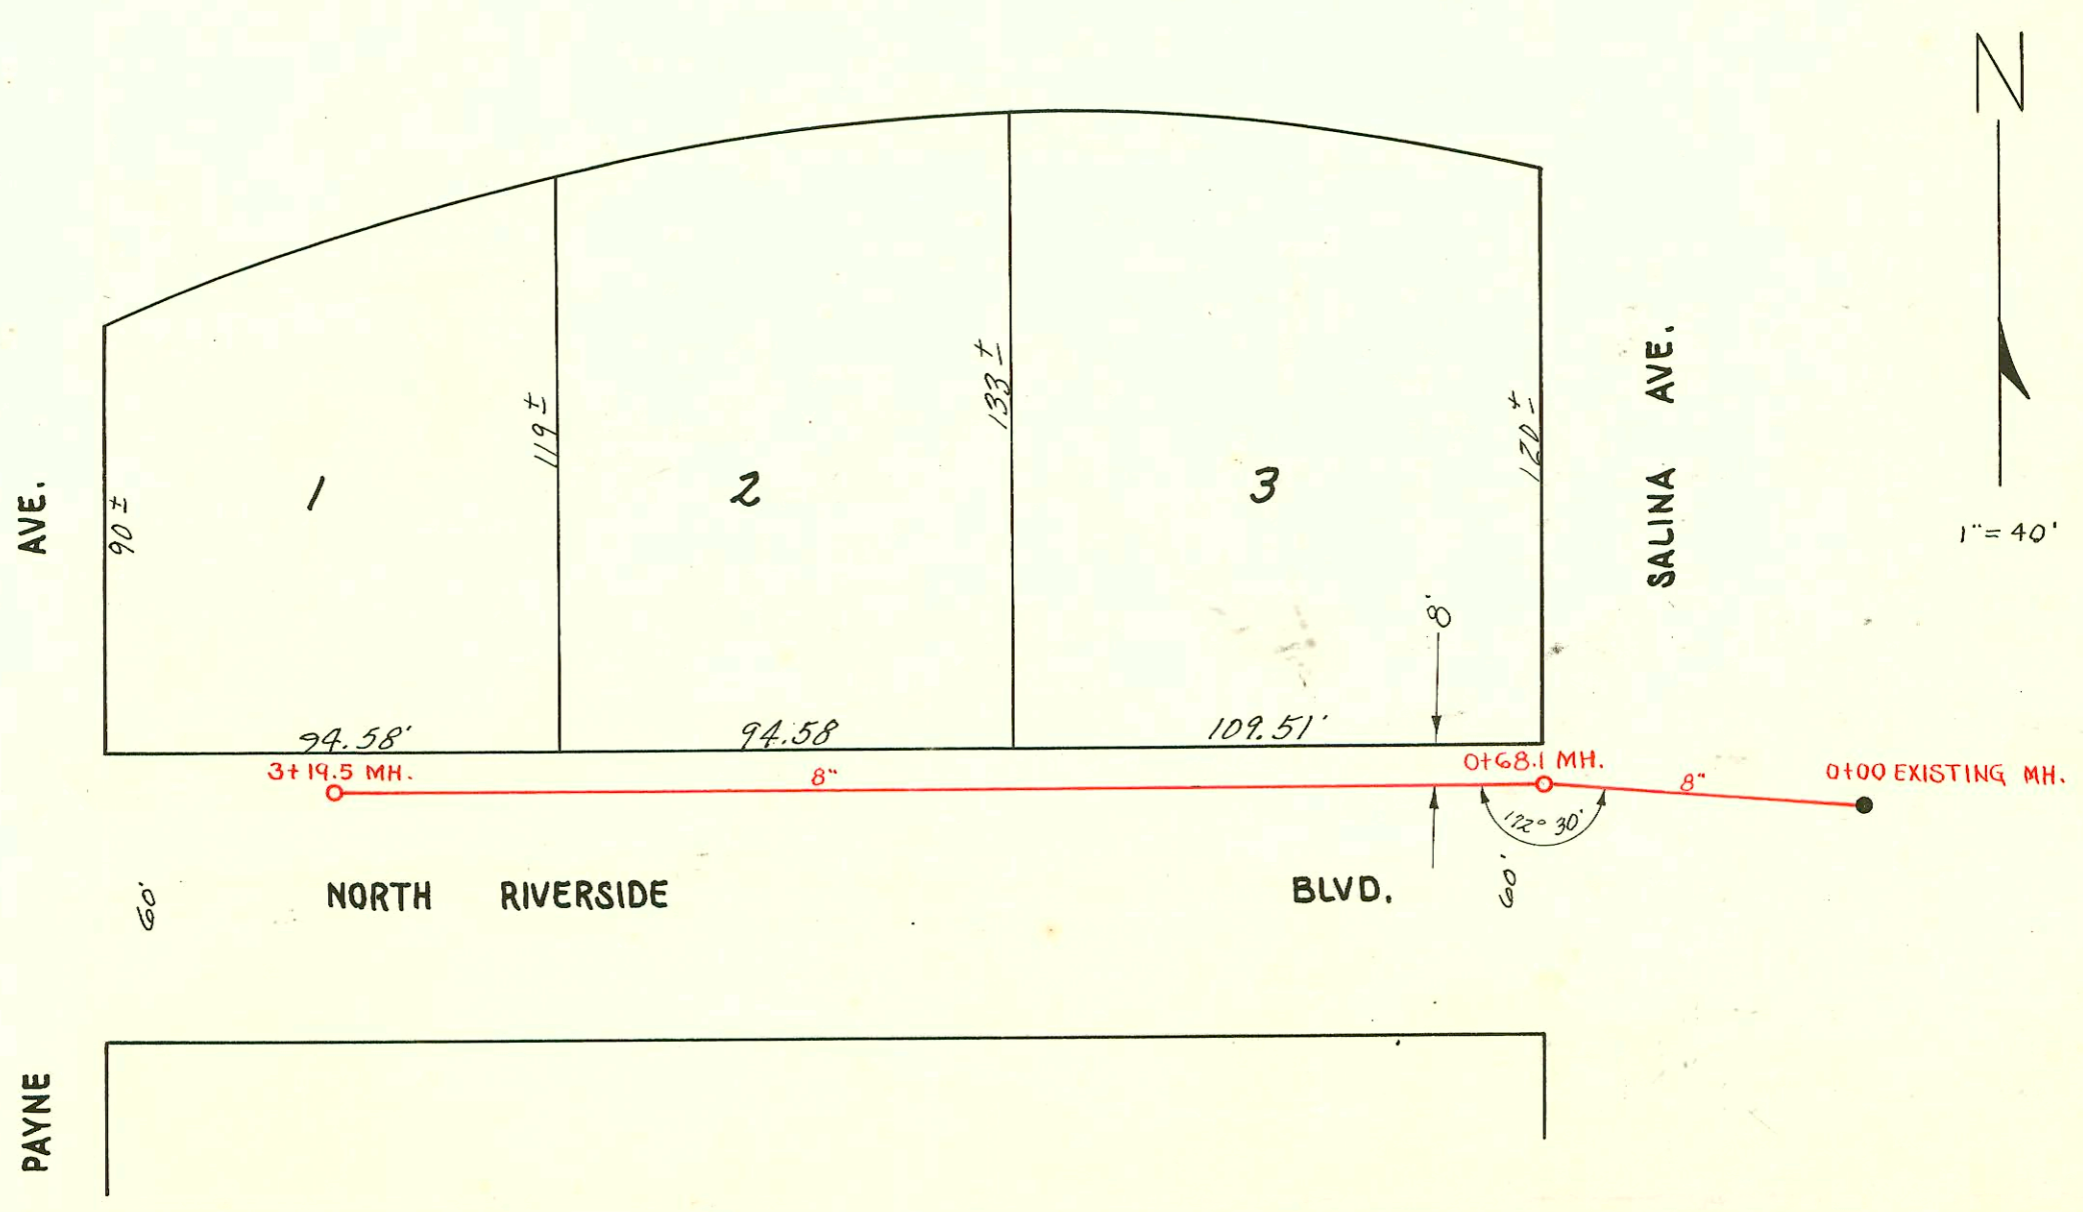 N
1"= 40'
AVE.
90 ±
1
119 ±
2
133 ±
3
120 ±
SALINA AVE.
8'
94.58'
94.58
109.51'
3+19.5 MH.
8"
0+68.1 MH.
8"
0+00 EXISTING MH.
172° 30'
60'
NORTH RIVERSIDE BLVD.
60'
PAYNE